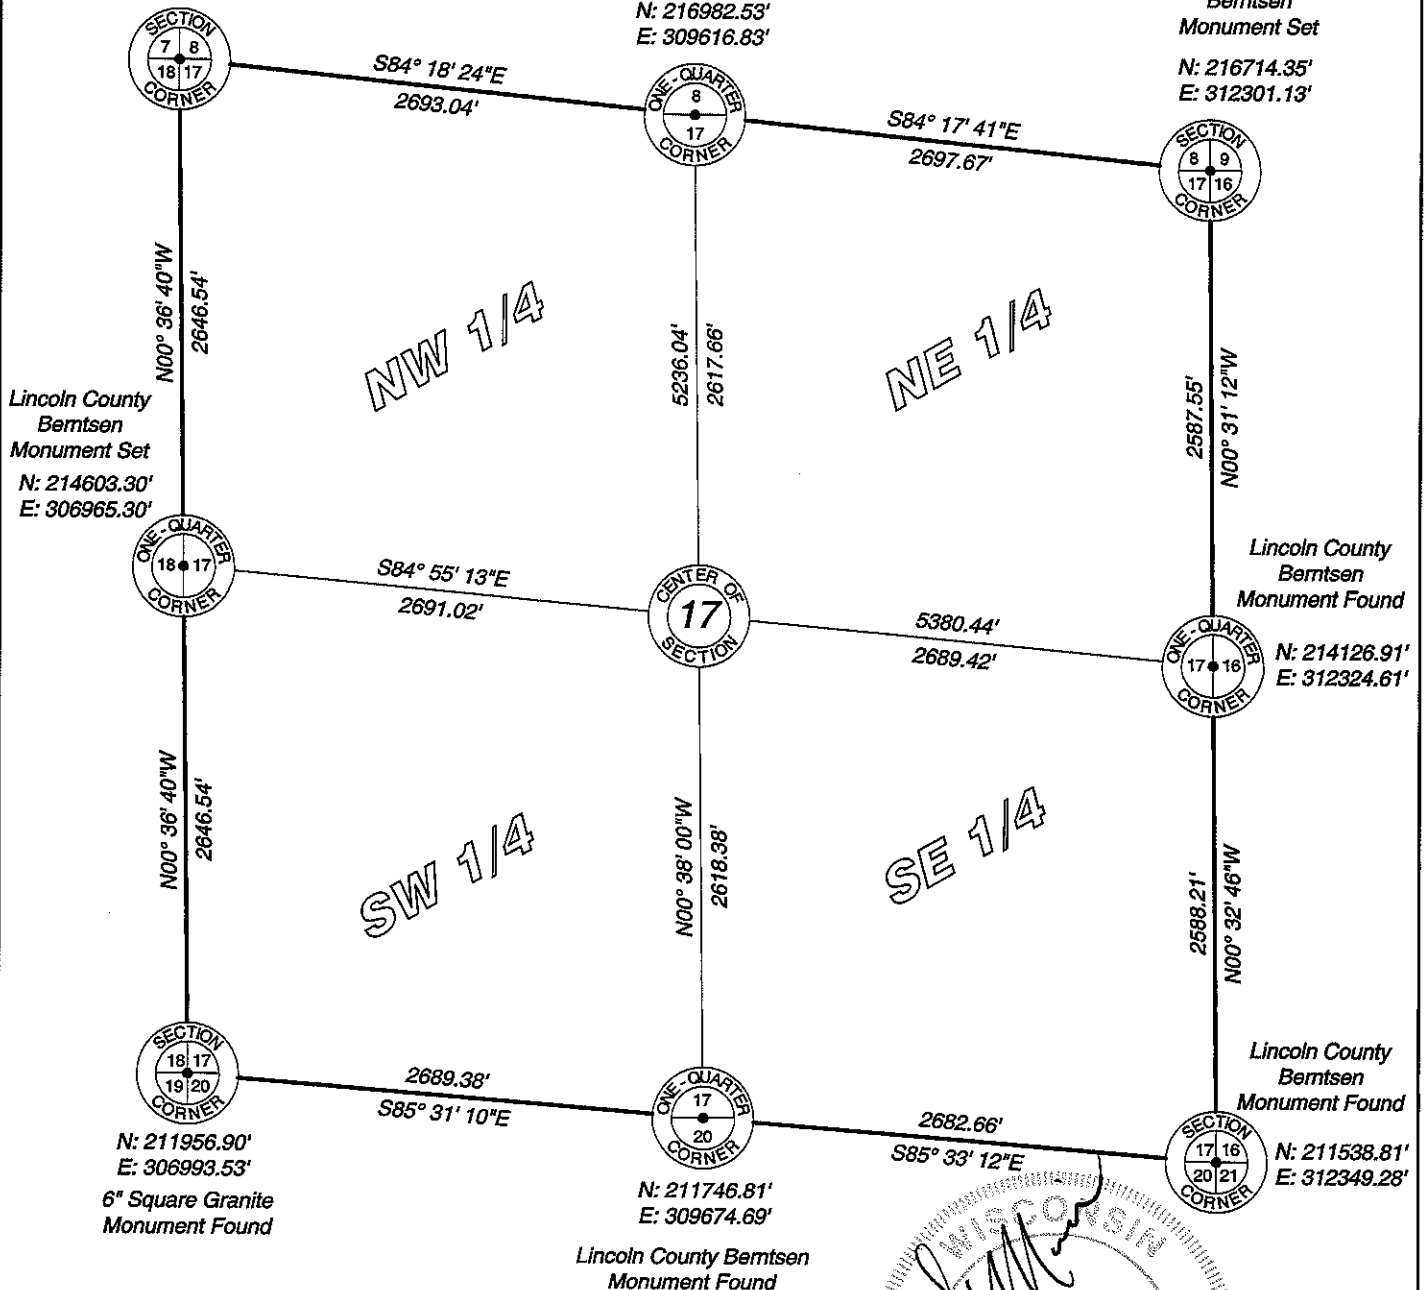 N: 216982.53'
E: 309616.83'
Berntsen
Monument Set
N: 216714.35'
E: 312301.13'
SECTION
7 8
18 17
CORNER
S84° 18' 24"E
2693.04'
ONE-QUARTER
8
17
CORNER
S84° 17' 41"E
2697.67'
SECTION
8 9
17 16
CORNER
N00° 36' 40"W
2646.54'
NW 1/4
5236.04'
2617.66'
NE 1/4
2587.55'
N00° 31' 12"W
Lincoln County
Berntsen
Monument Set
N: 214603.30'
E: 306965.30'
ONE-QUARTER
18 17
CORNER
S84° 55' 13"E
2691.02'
CENTER OF
17
SECTION
5380.44'
2689.42'
Lincoln County
Berntsen
Monument Found
ONE-QUARTER
17 16
CORNER
N: 214126.91'
E: 312324.61'
N00° 36' 40"W
2646.54'
SW 1/4
N00° 38' 00"W
2618.38'
SE 1/4
2588.21'
N00° 32' 46"W
SECTION
18 17
19 20
CORNER
N: 211956.90'
E: 306993.53'
6" Square Granite
Monument Found
2689.38'
S85° 31' 10"E
ONE-QUARTER
17
20
CORNER
N: 211746.81'
E: 309674.69'
Lincoln County Berntsen
Monument Found
2682.66'
S85° 33' 12"E
Lincoln County
Berntsen
Monument Found
SECTION
17 16
20 21
CORNER
N: 211538.81'
E: 312349.28'
WISCONSIN